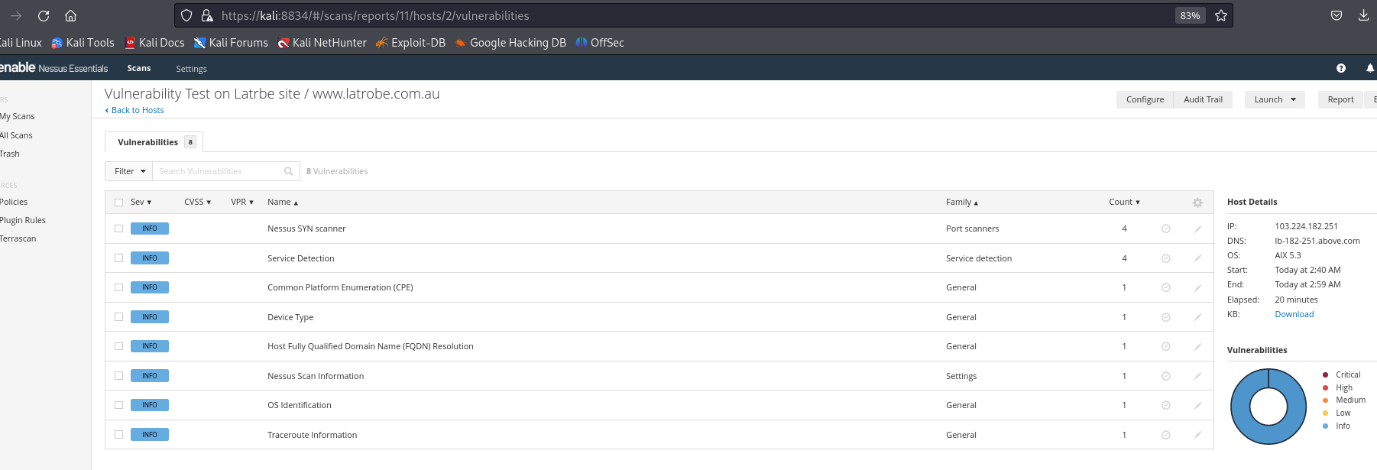 https://kali:8834/#/scans/reports/11/hosts/2/vulnerabilities 83%
Kali Linux Kali Tools Kali Docs Kali Forums Kali NetHunter Exploit-DB Google Hacking DB OffSec
enable Nessus Essentials Scans Settings
Vulnerability Test on Latrbe site / www.latrobe.com.au
Back to Hosts
Configure Audit Trail Launch Report
My Scans
All Scans
Trash
Policies
Plugin Rules
Terrascan
Vulnerabilities 8
Filter Search Vulnerabilities 8 Vulnerabilities
Sev CVSS VPR Name Family Count
INFO Nessus SYN scanner Port scanners 4
INFO Service Detection Service detection 4
INFO Common Platform Enumeration (CPE) General 1
INFO Device Type General 1
INFO Host Fully Qualified Domain Name (FQDN) Resolution General 1
INFO Nessus Scan Information Settings 1
INFO OS Identification General 1
INFO Traceroute Information General 1
Host Details
IP: 103.224.182.251
DNS: lb-182-251.above.com
OS: AIX 5.3
Start: Today at 2:40 AM
End: Today at 2:59 AM
Elapsed: 20 minutes
KB: Download
Vulnerabilities
Critical
High
Medium
Low
Info